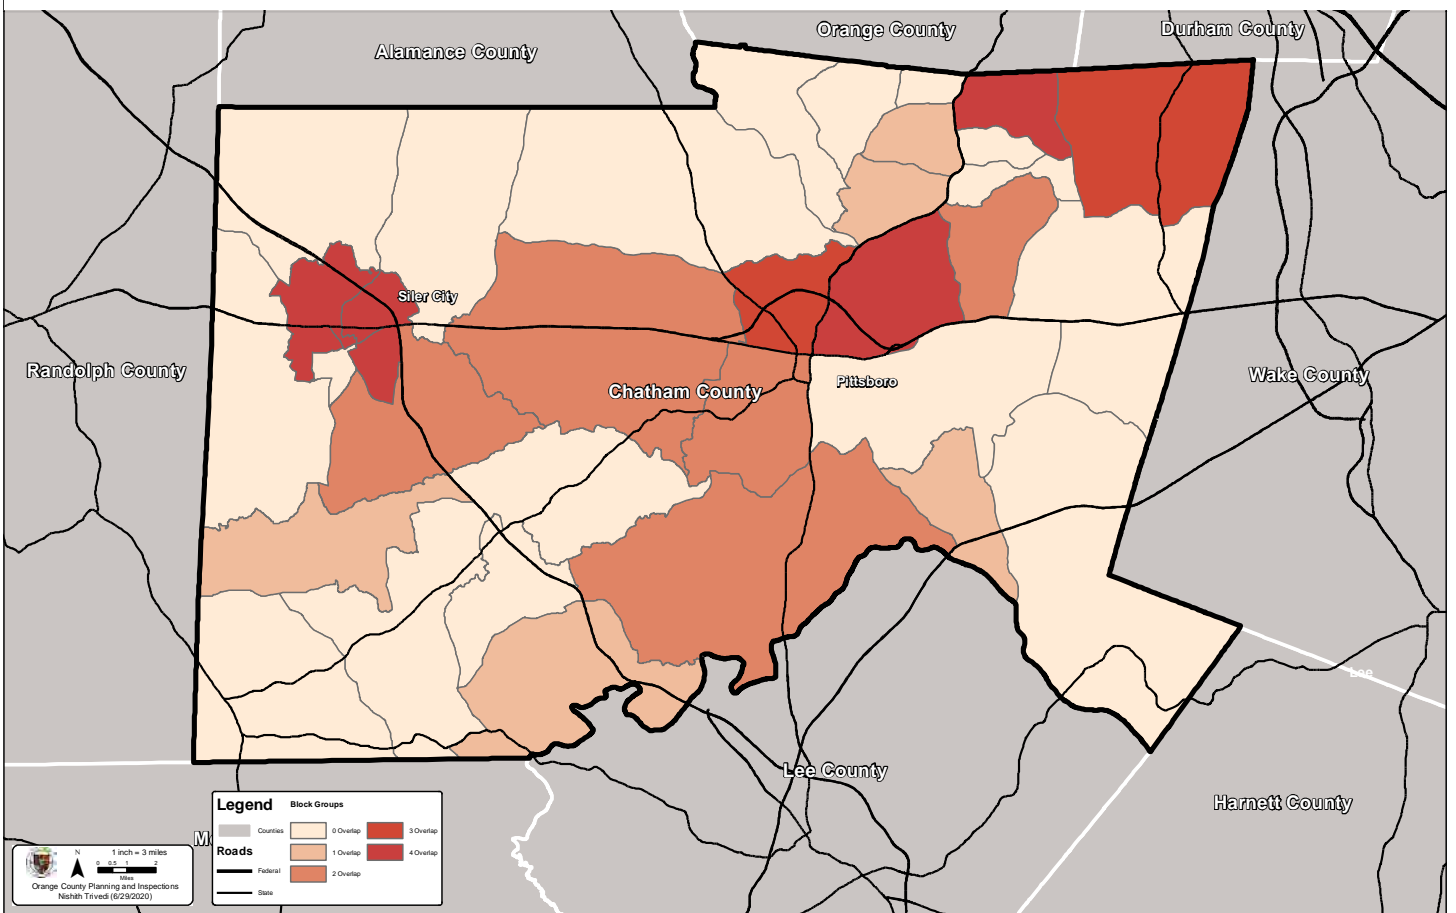 Orange County
Durham County
Alamance County
Siler City
Randolph County
Wake County
Pittsboro
Chatham County
Lee
Lee County
Harnett County
M
Legend
Block Groups
Counties
0 Overlap
3 Overlap
Roads
1 Overlap
4 Overlap
Federal
2 Overlap
State
N
1 inch = 3 miles
0 0.5 1 2
Miles
Orange County Planning and Inspections
Nishith Trivedi (6/29/2020)